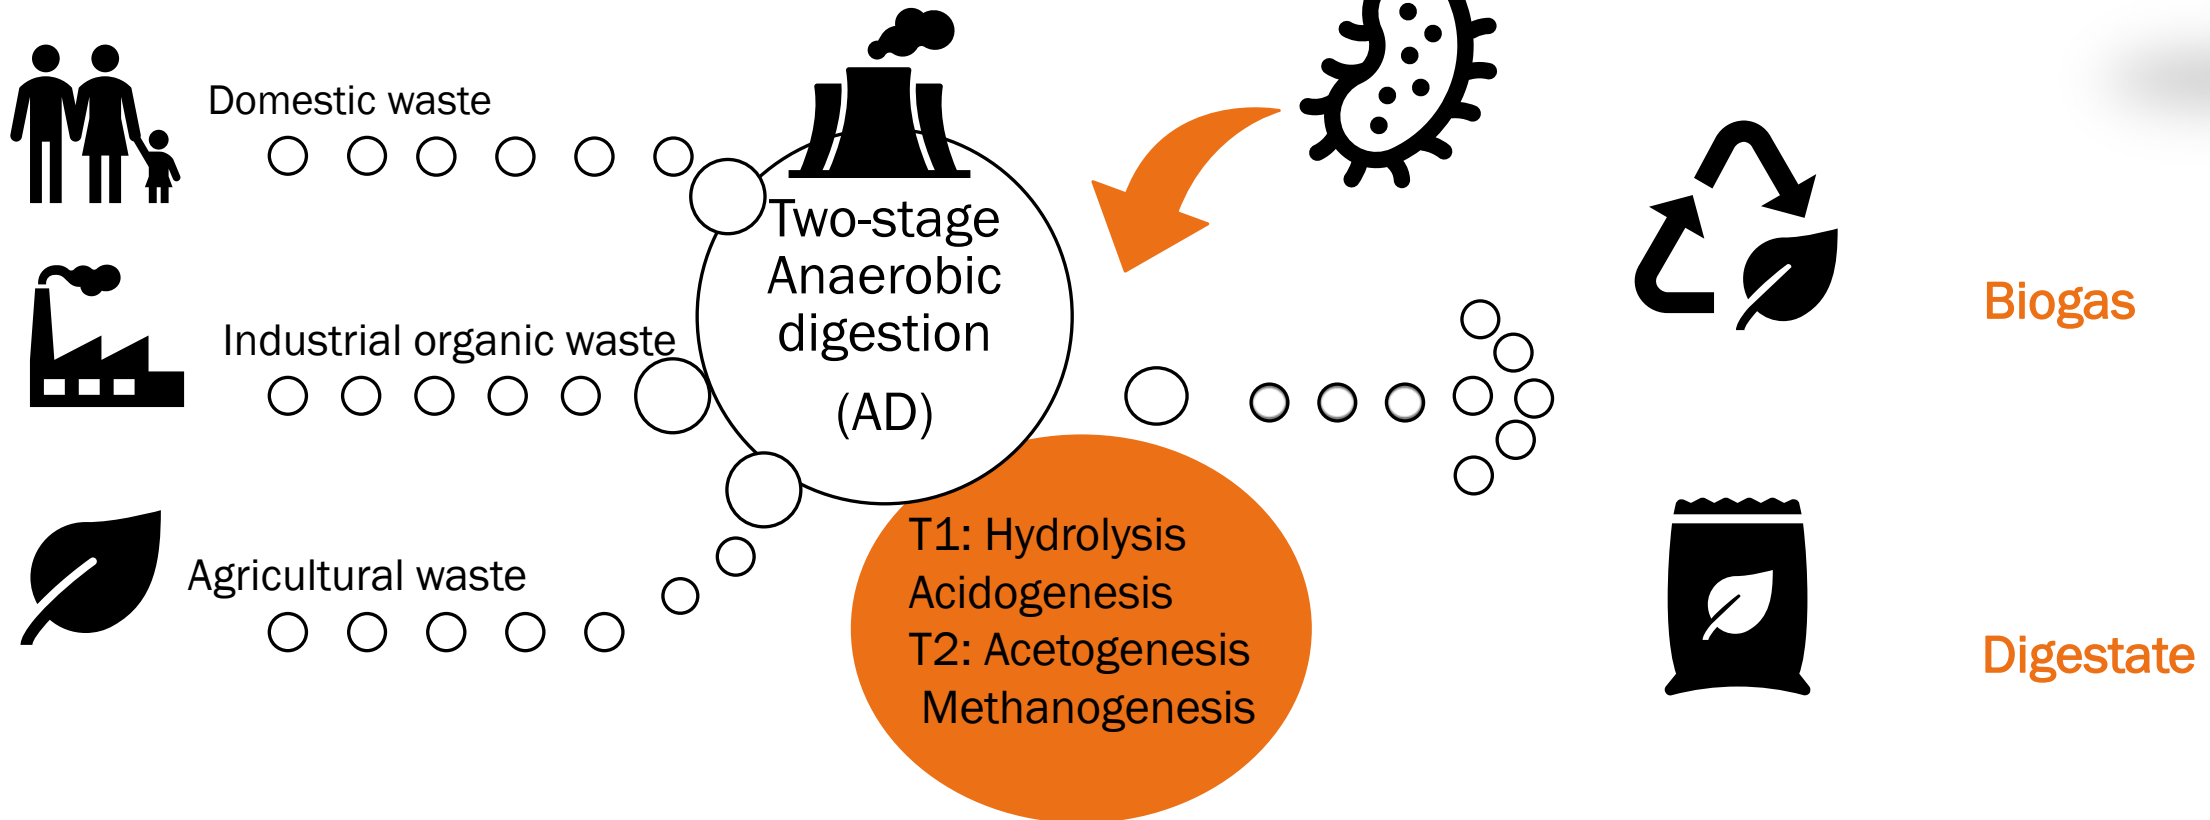 Domestic waste
Industrial organic waste
Agricultural waste
Two-stage
Anaerobic
digestion
(AD)
T1: Hydrolysis
Acidogenesis
T2: Acetogenesis
Methanogenesis
Biogas
Digestate